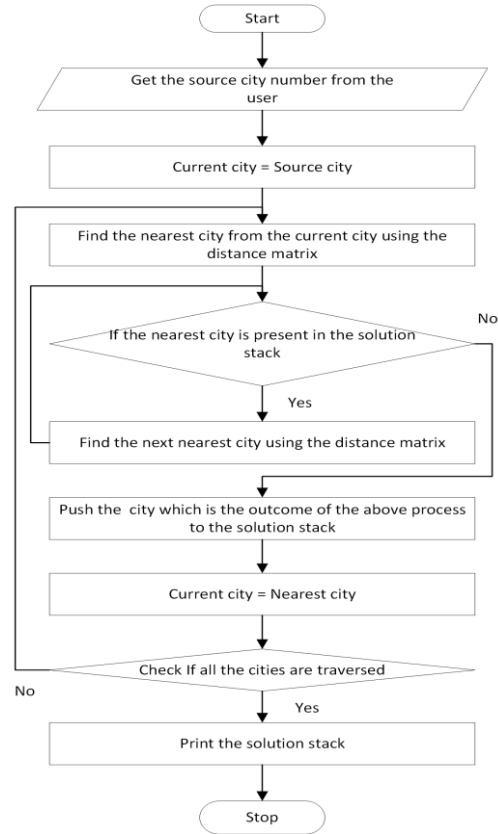 Start
Get the source city number from the
user
Current city = Source city
Find the nearest city from the current city using the
distance matrix
If the nearest city is present in the solution
stack
No
Yes
Find the next nearest city using the distance matrix
Push the city which is the outcome of the above process
to the solution stack
Current city = Nearest city
Check If all the cities are traversed
No
Yes
Print the solution stack
Stop